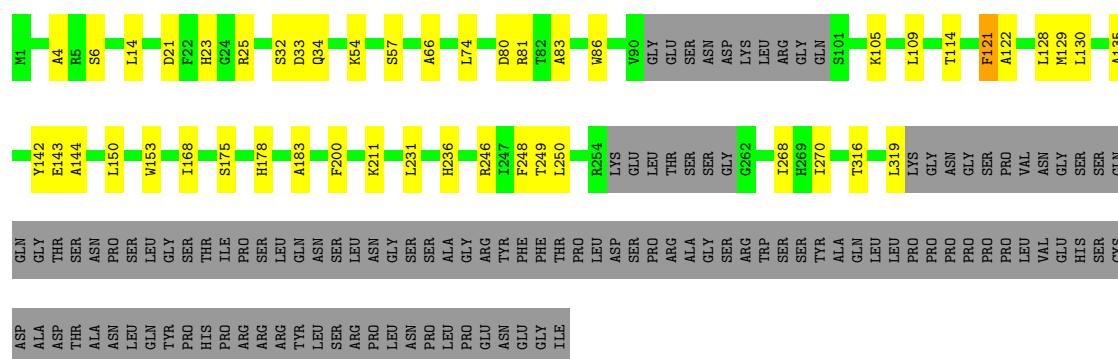 M1 A4 R5 S6 L14 D21 F22 H23 G24 R25 S32 D33 Q34 K54 S57 A66 L74 D80 R81 T82 A83 W86 V90 GLY GLU SER ASN ASP LYS LEU ARG GLY GLN S101 K105 L109 T114 F121 A122 L128 M129 L130 A135
Y142 E143 A144 L150 W153 I168 S175 H178 A183 F200 K211 L231 H236 R246 I247 F248 T249 L250 R254 LYS GLU LEU THR SER SER GLY G262 I268 H269 I270 T316 L319 LYS GLY ASN GLY SER PRO VAL ASN GLY SER SER GLN
GLN GLY THR SER ASN PRO SER LEU GLY SER THR ILE PRO SER LEU GLN ASN SER LEU ASN GLY SER SER ALA GLY ARG TYR PHE PHE THR PRO LEU ASP SER PRO ARG ALA GLY SER ARG TRP SER SER TYR ALA GLN LEU LEU PRO PRO PRO PRO PRO PRO LEU VAL GLU HIS SER CYS
ASP ALA ASP THR ALA ASN LEU GLN TYR PRO HIS PRO ARG ARG ARG TYR LEU SER ARG PRO LEU ASN PRO LEU PRO GLU ASN GLU GLY ILE